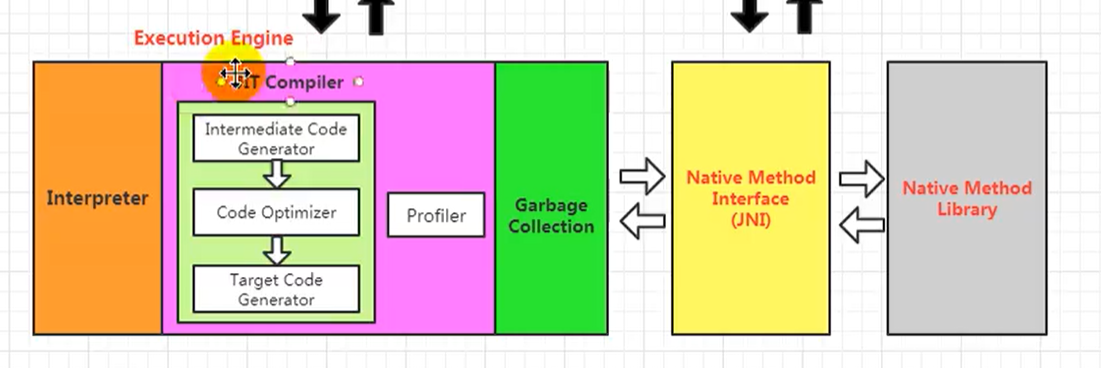 Execution Engine
IT Compiler
Intermediate Code
Generator
Code Optimizer
Target Code
Generator
Interpreter
Profiler
Garbage
Collection
Native Method
Interface
(JNI)
Native Method
Library